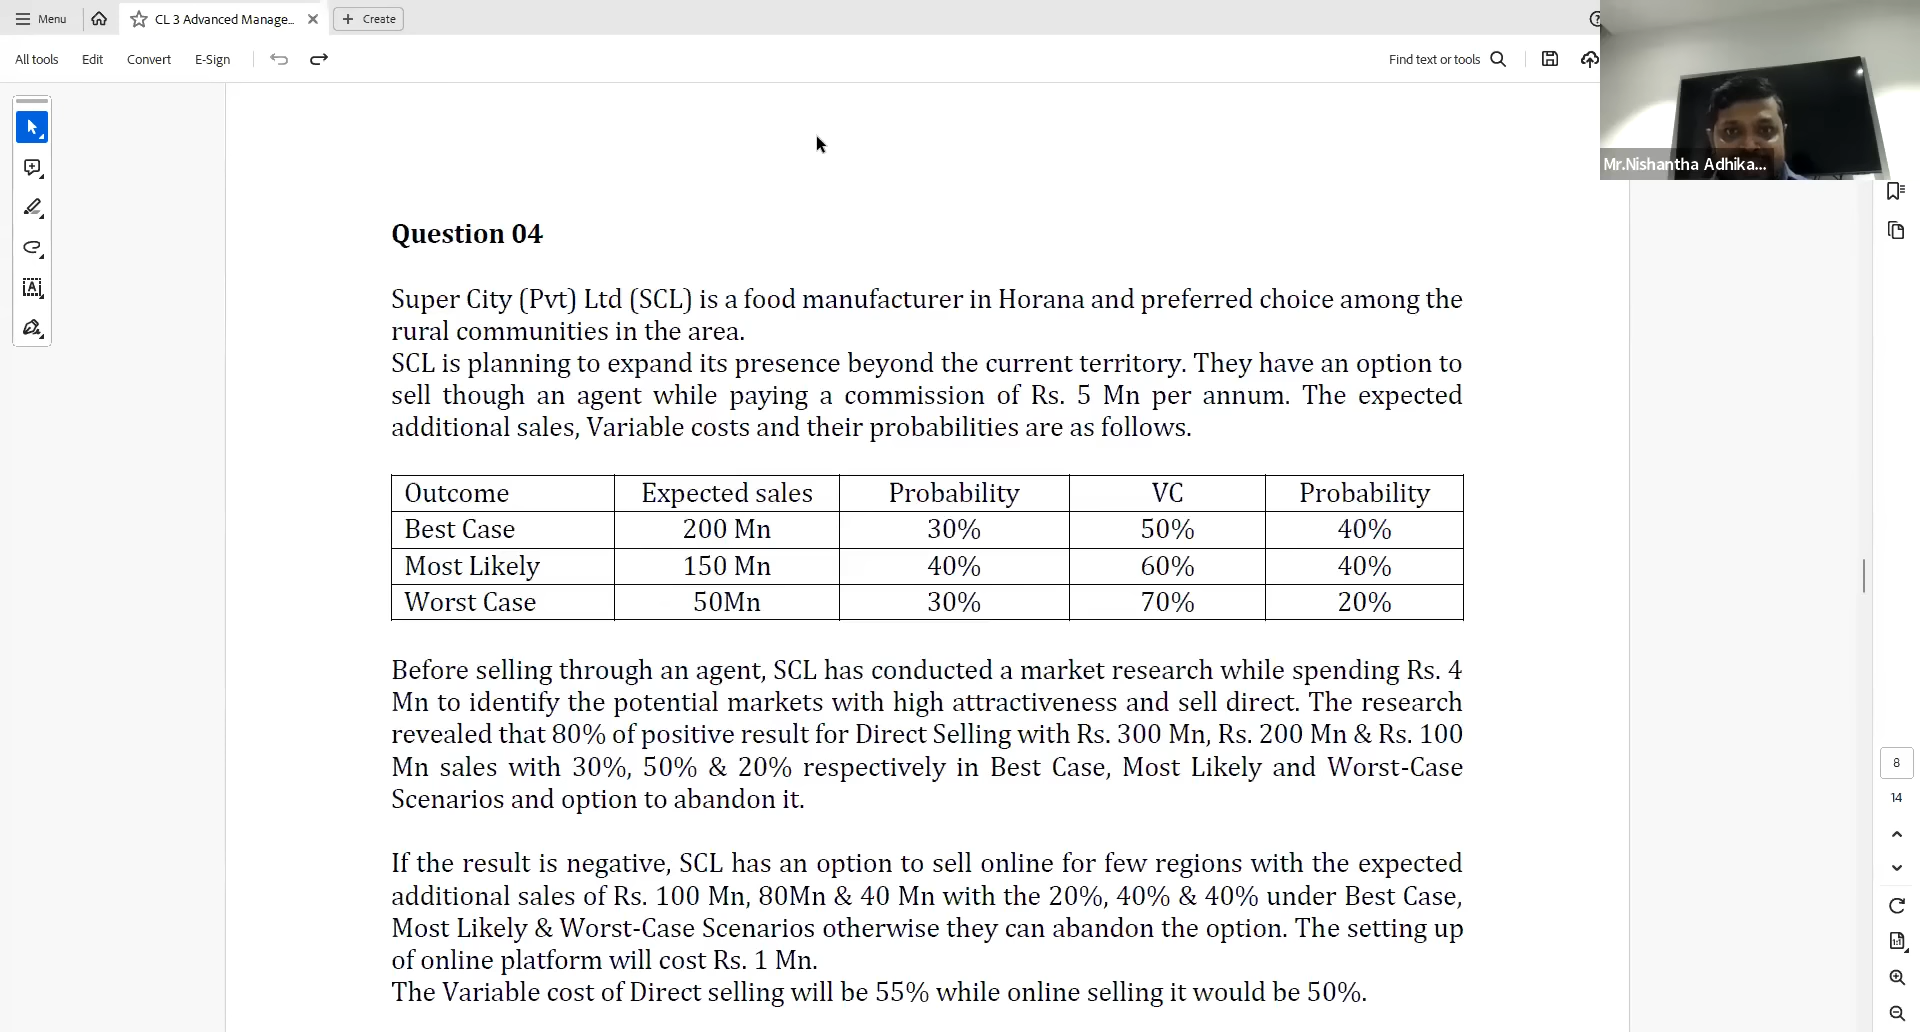 Menu
CL 3 Advanced Manage...
Create
All tools
Edit
Convert
E-Sign
Find text or tools
Mr.Nishantha Adhika...
Question 04
Super City (Pvt) Ltd (SCL) is a food manufacturer in Horana and preferred choice among the
rural communities in the area.
SCL is planning to expand its presence beyond the current territory. They have an option to
sell though an agent while paying a commission of Rs. 5 Mn per annum. The expected
additional sales, Variable costs and their probabilities are as follows.
Outcome Expected sales Probability VC Probability
Best Case 200 Mn 30% 50% 40%
Most Likely 150 Mn 40% 60% 40%
Worst Case 50Mn 30% 70% 20%
Before selling through an agent, SCL has conducted a market research while spending Rs. 4
Mn to identify the potential markets with high attractiveness and sell direct. The research
revealed that 80% of positive result for Direct Selling with Rs. 300 Mn, Rs. 200 Mn & Rs. 100
Mn sales with 30%, 50% & 20% respectively in Best Case, Most Likely and Worst-Case
Scenarios and option to abandon it.
If the result is negative, SCL has an option to sell online for few regions with the expected
additional sales of Rs. 100 Mn, 80Mn & 40 Mn with the 20%, 40% & 40% under Best Case,
Most Likely & Worst-Case Scenarios otherwise they can abandon the option. The setting up
of online platform will cost Rs. 1 Mn.
The Variable cost of Direct selling will be 55% while online selling it would be 50%.
8
14